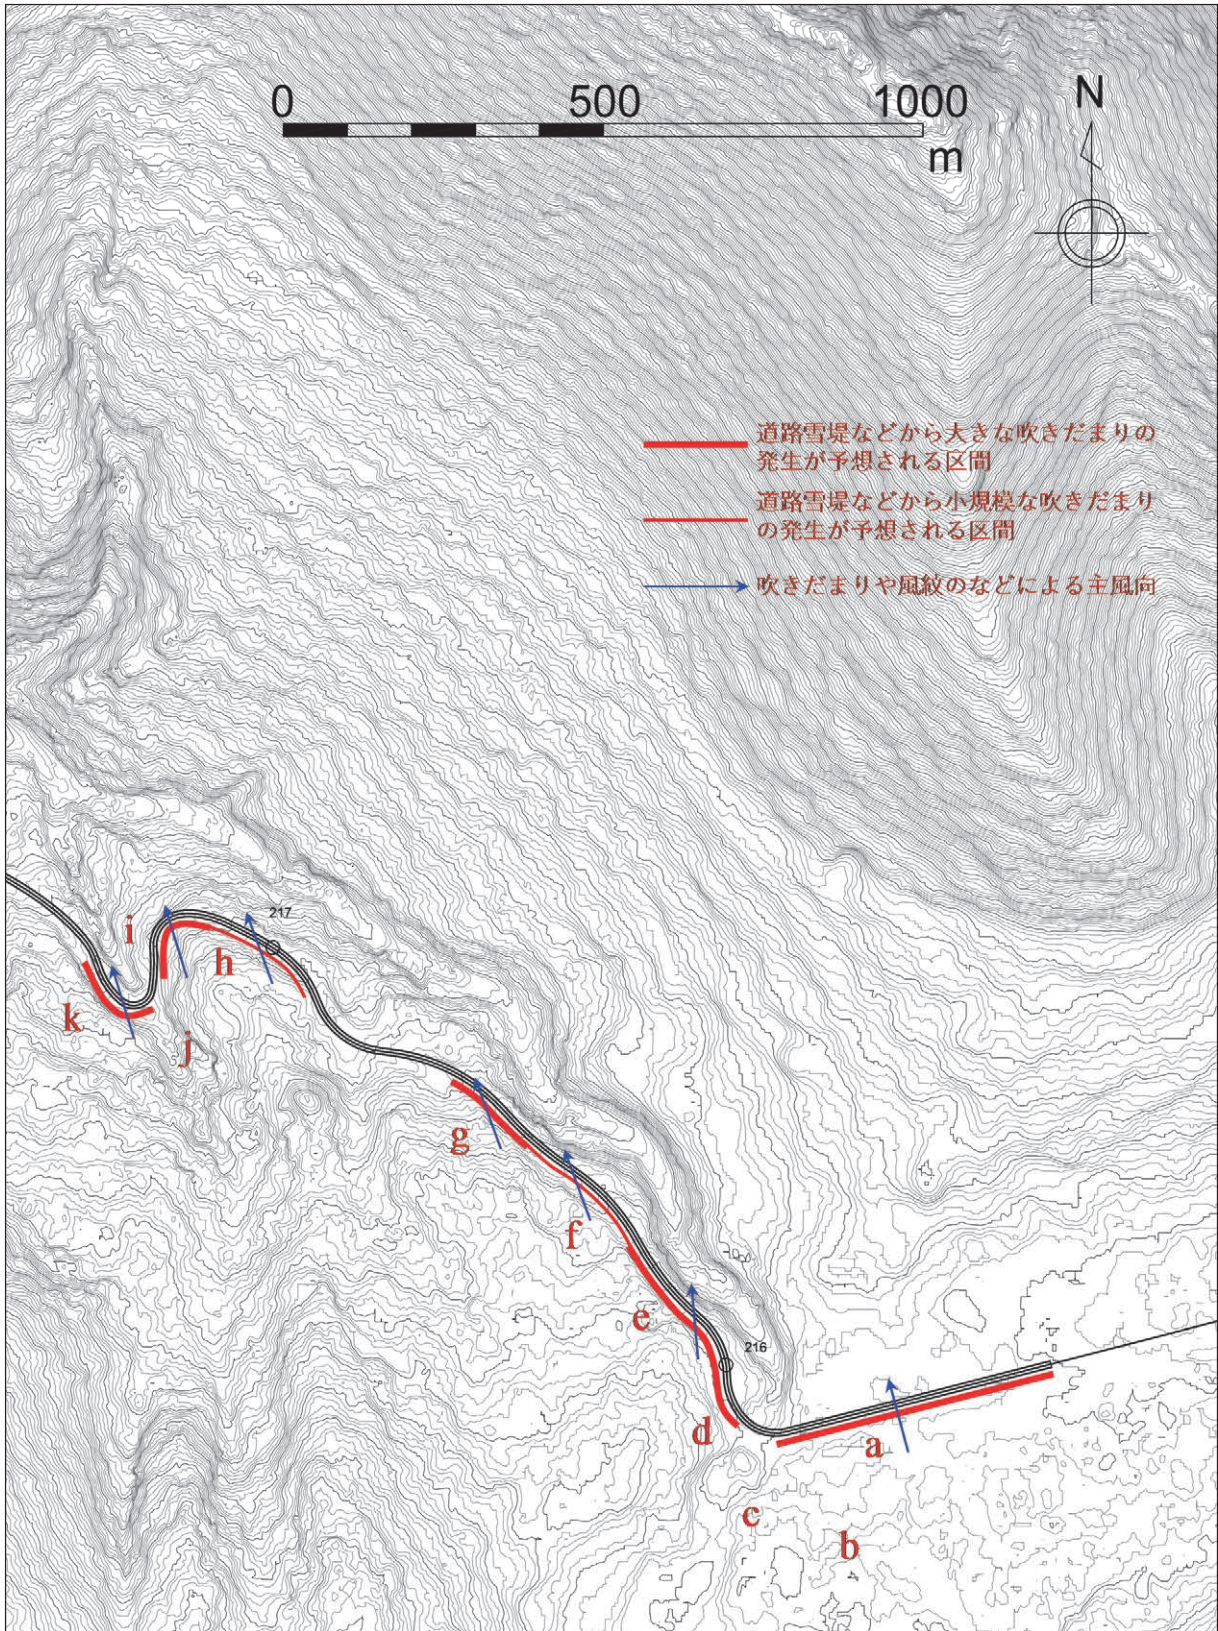 0 500 1000
m
N
道路雪堤などから大きな吹きだまりの
発生が予想される区間
道路雪堤などから小規模な吹きだまり
の発生が予想される区間
吹きだまりや風紋のなどによる主風向
217
i
h
k
j
g
f
e
216
d
a
c
b